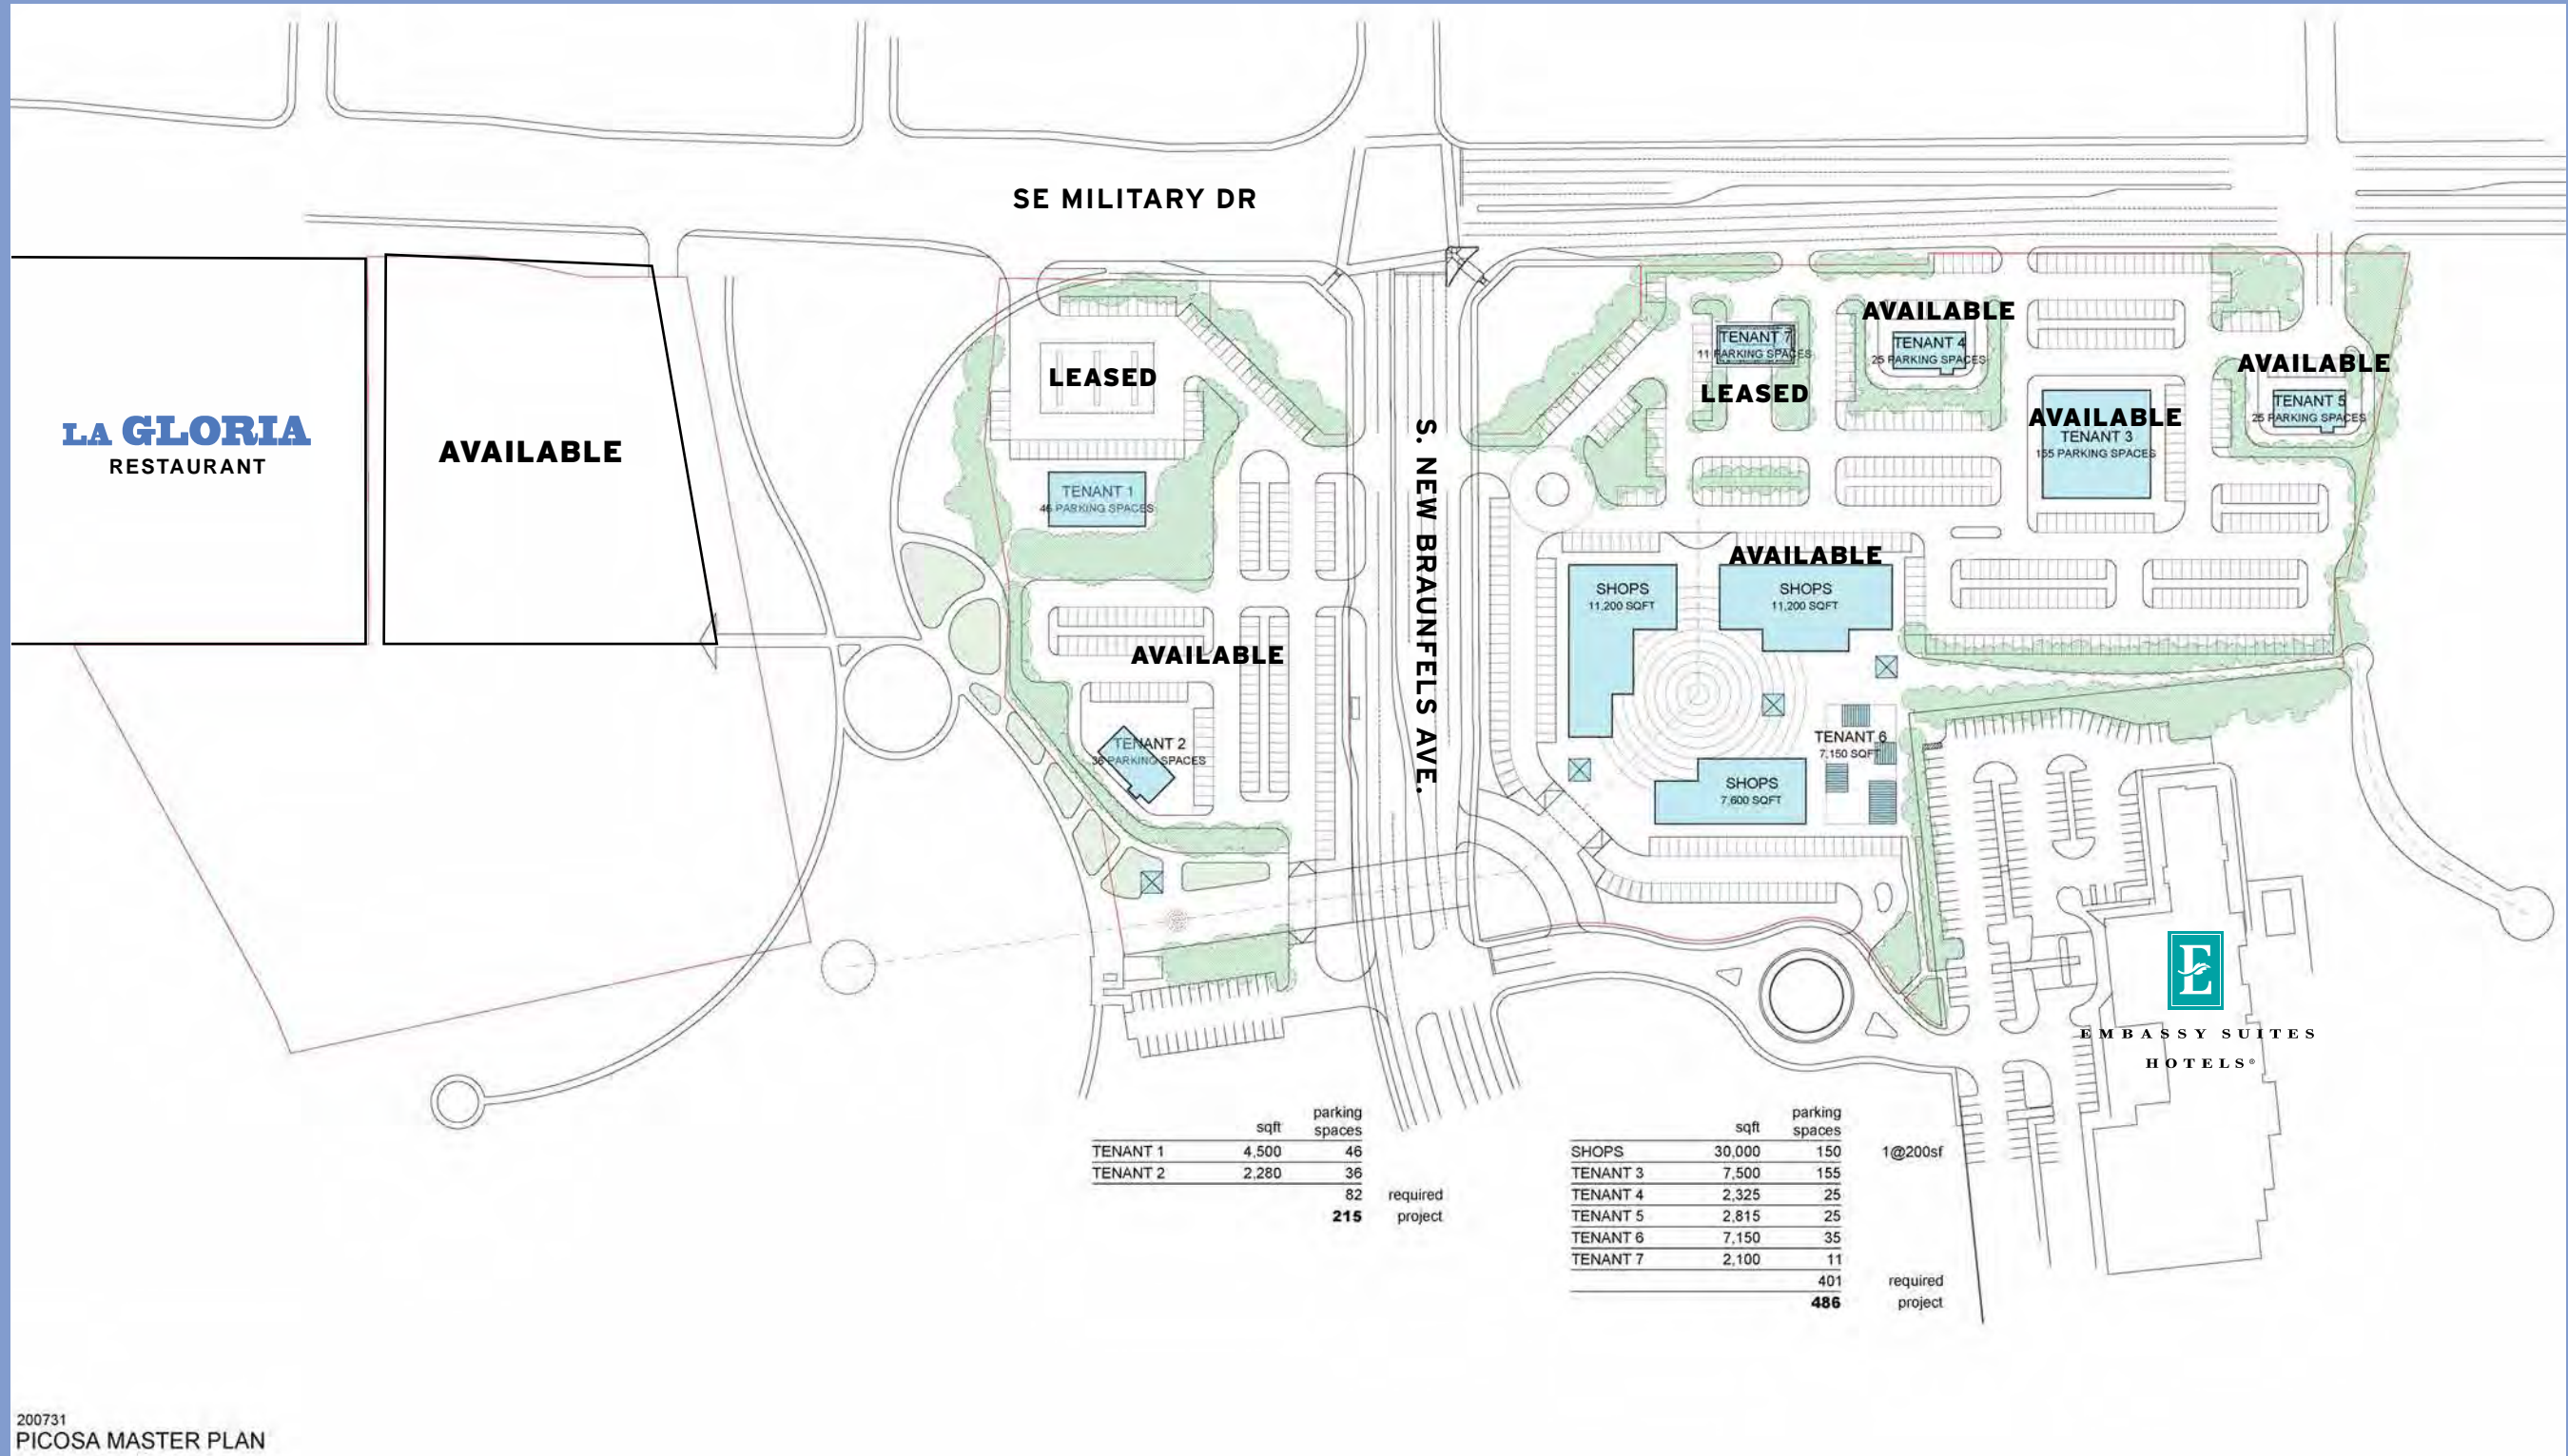 SE MILITARY DR
LA GLORIA
RESTAURANT
AVAILABLE
LEASED
TENANT 1
46 PARKING SPACES
AVAILABLE
TENANT 2
36 PARKING SPACES
S. NEW BRAUNFELS AVE.
TENANT 7
11 PARKING SPACES
LEASED
AVAILABLE
TENANT 4
25 PARKING SPACES
AVAILABLE
TENANT 3
155 PARKING SPACES
AVAILABLE
TENANT 5
25 PARKING SPACES
AVAILABLE
SHOPS
11,200 SQFT
SHOPS
11,200 SQFT
TENANT 6
7,150 SQFT
SHOPS
7,600 SQFT
E
EMBASSY SUITES
HOTELS®
sqft parking spaces
TENANT 1 4,500 46
TENANT 2 2,280 36
82 required
215 project
sqft parking spaces
SHOPS 30,000 150 1@200sf
TENANT 3 7,500 155
TENANT 4 2,325 25
TENANT 5 2,815 25
TENANT 6 7,150 35
TENANT 7 2,100 11
401 required
486 project
200731
PICOSA MASTER PLAN